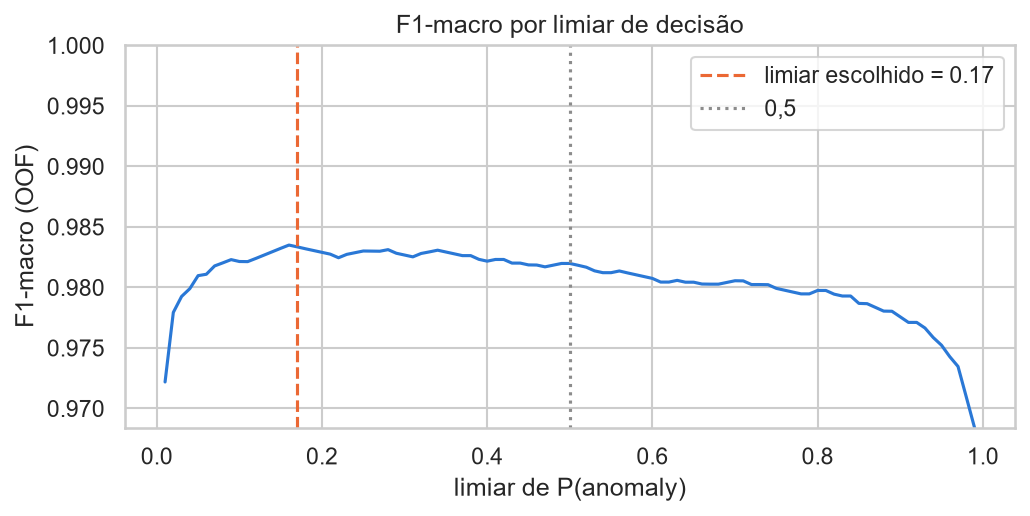 F1-macro por limiar de decisão
limiar escolhido = 0.17
0,5
F1-macro (OOF)
1.000
0.995
0.990
0.985
0.980
0.975
0.970
0.0 0.2 0.4 0.6 0.8 1.0
limiar de P(anomaly)